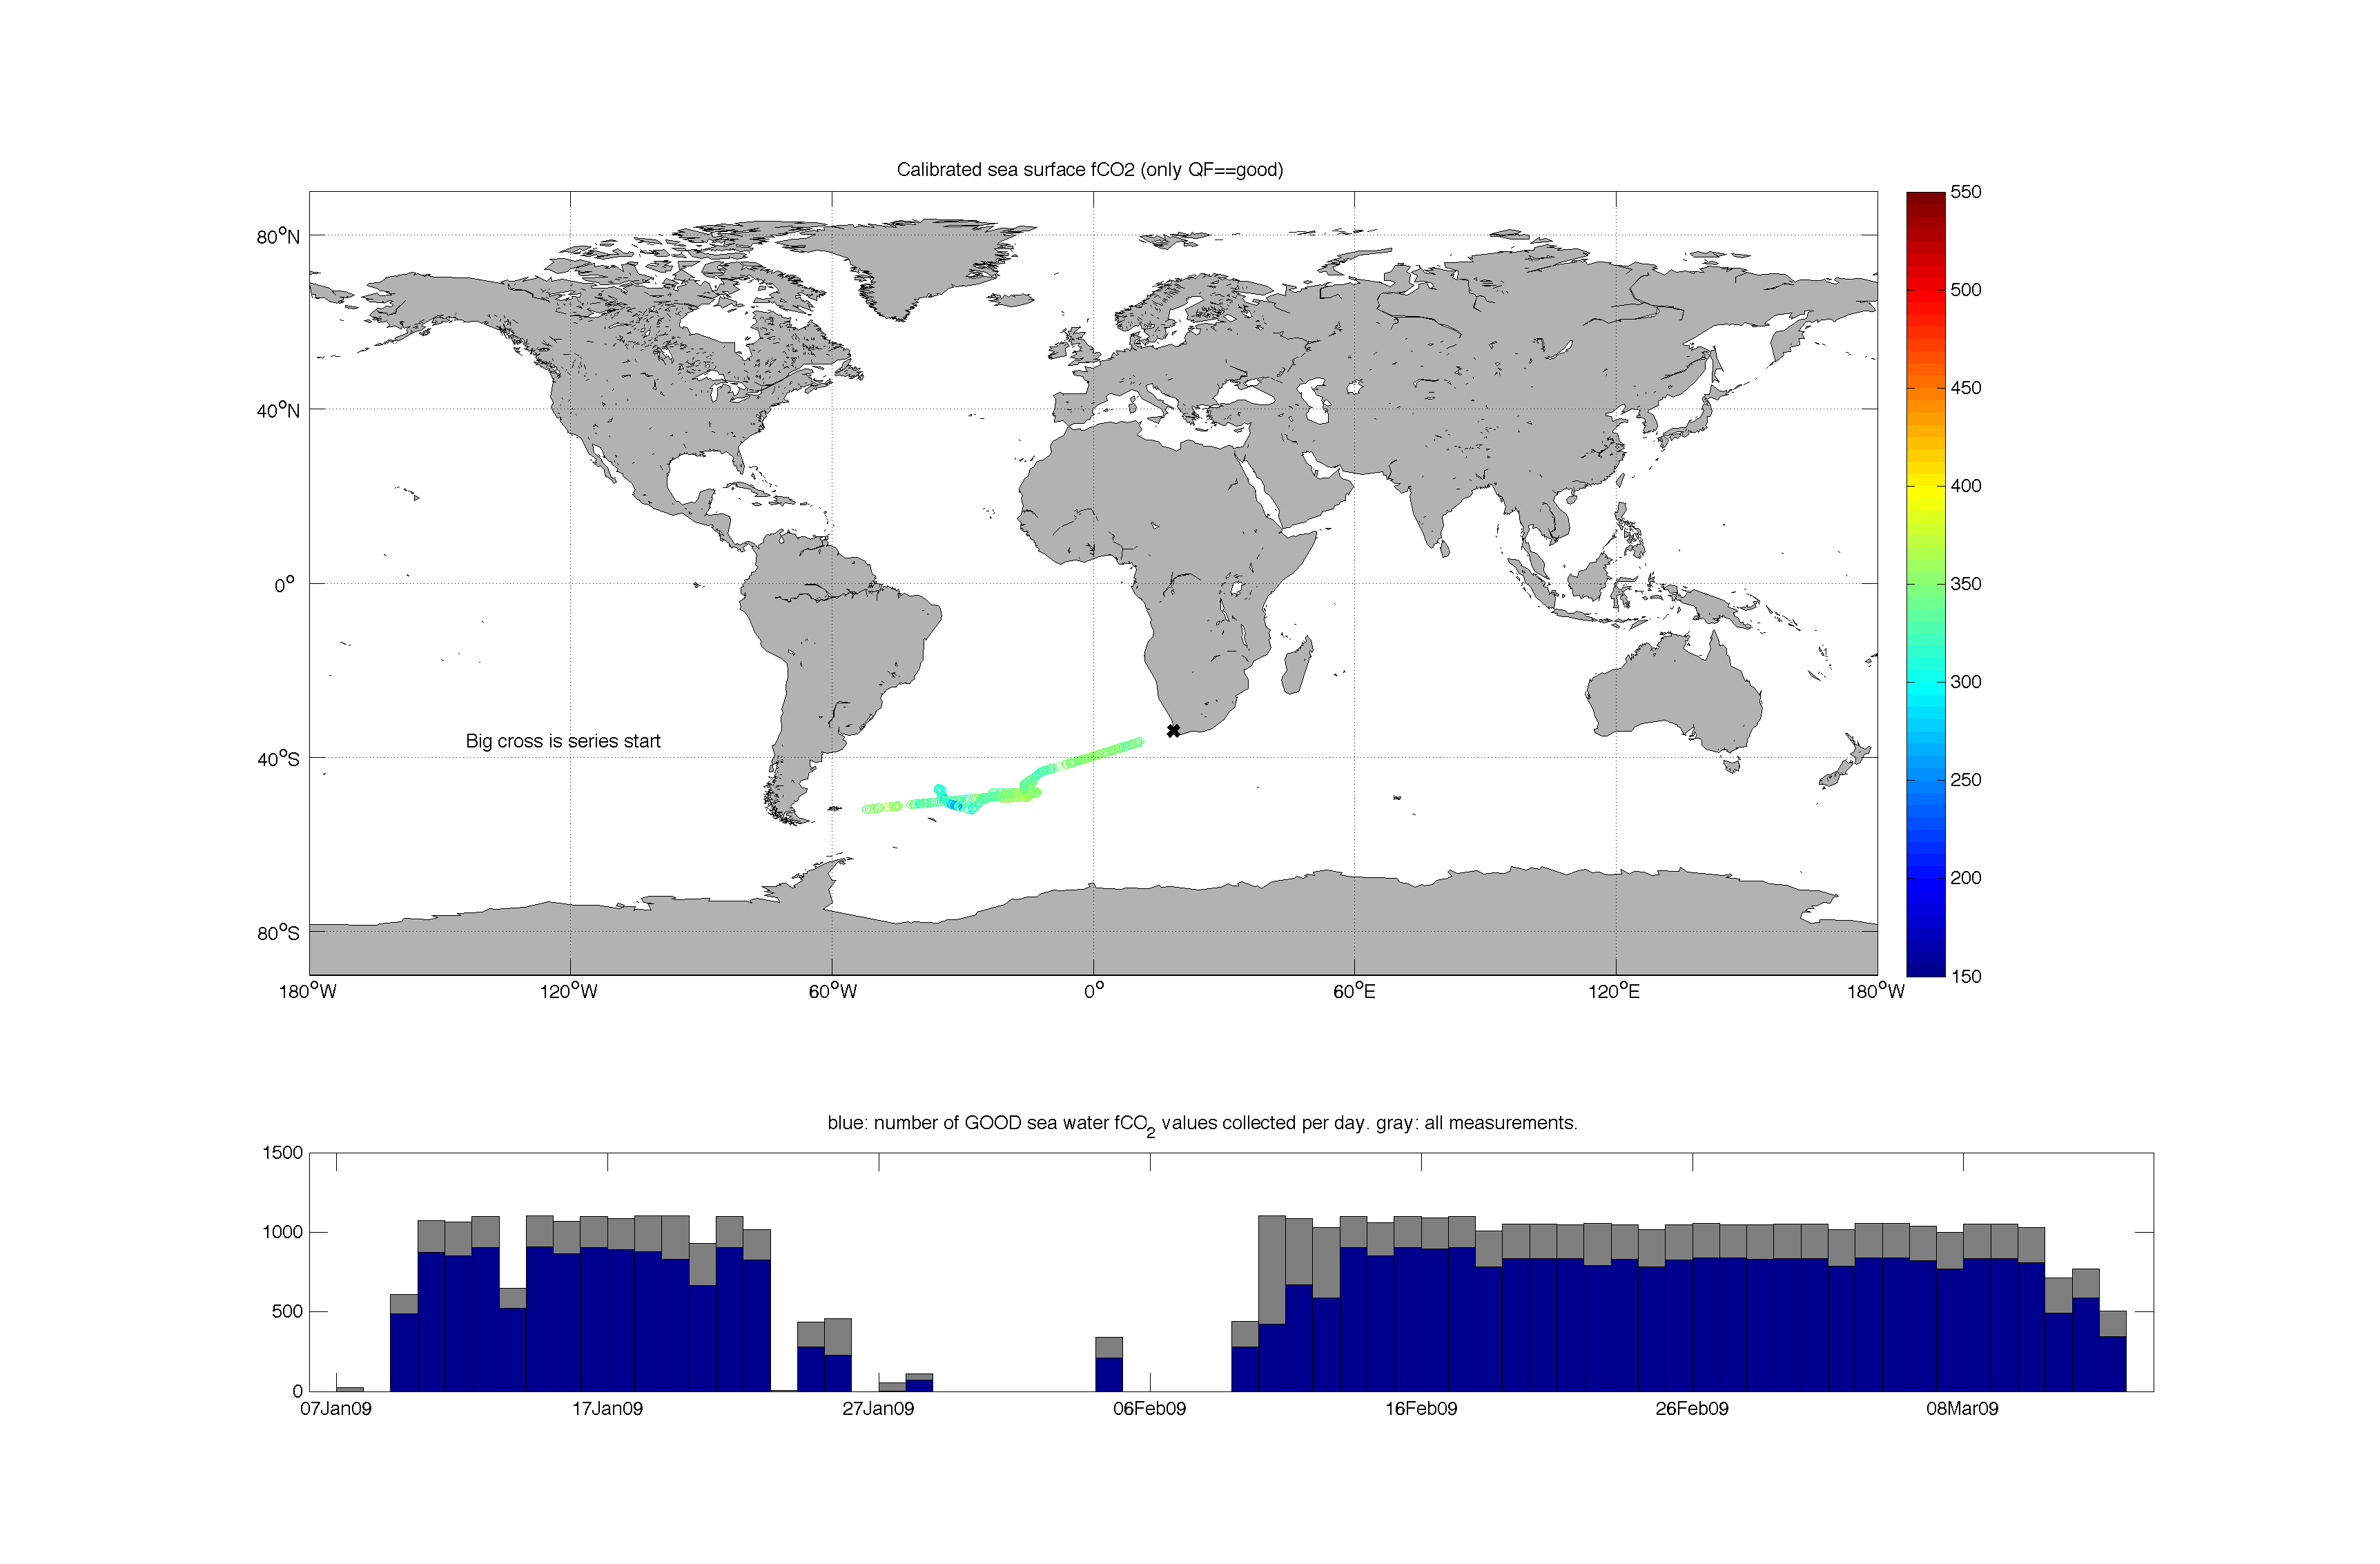 Calibrated sea surface fCO2 (only QF==good)
550
500
450
400
350
300
250
200
150
80°N
40°N
0°
40°S
80°S
Big cross is series start
180°W 120°W 60°W 0° 60°E 120°E 180°W
blue: number of GOOD sea water fCO₂ values collected per day. gray: all measurements.
1500
1000
500
0
07Jan09 17Jan09 27Jan09 06Feb09 16Feb09 26Feb09 08Mar09